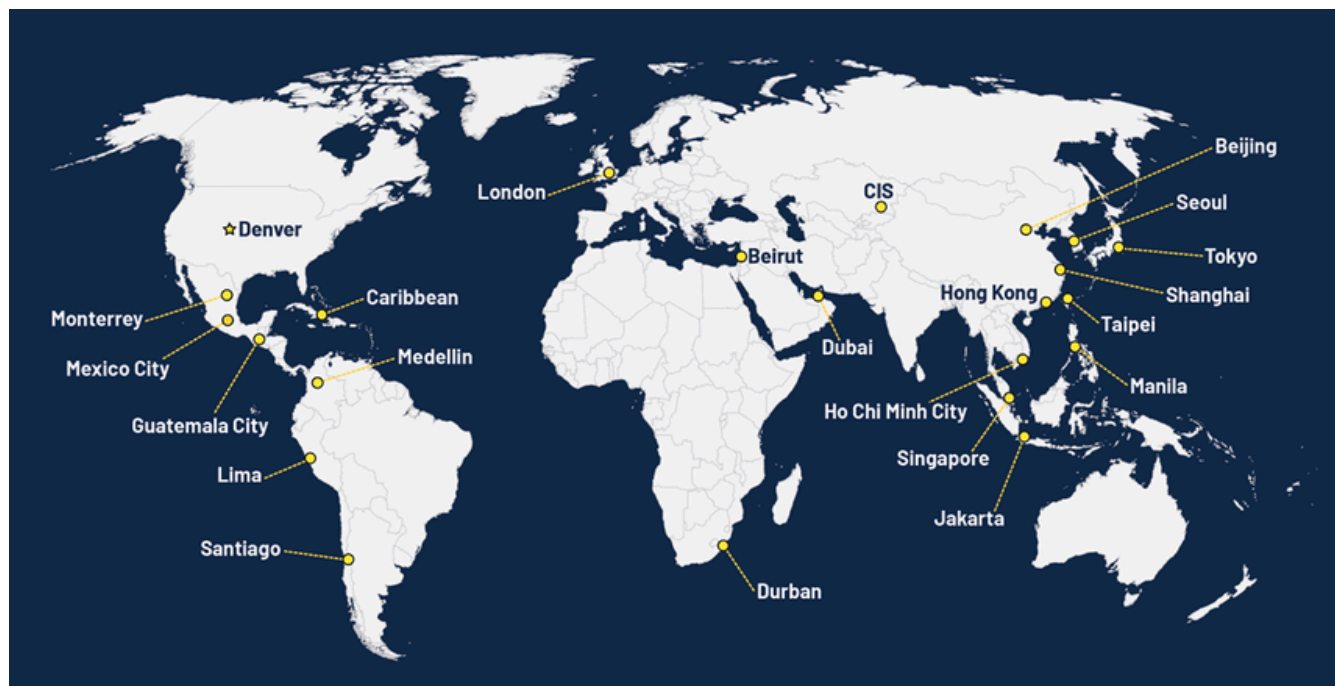 Beijing
CIS
London
Seoul
Denver
Beirut
Tokyo
Hong Kong
Shanghai
Caribbean
Monterrey
Taipei
Dubai
Medellin
Mexico City
Manila
Ho Chi Minh City
Guatemala City
Singapore
Lima
Jakarta
Santiago
Durban